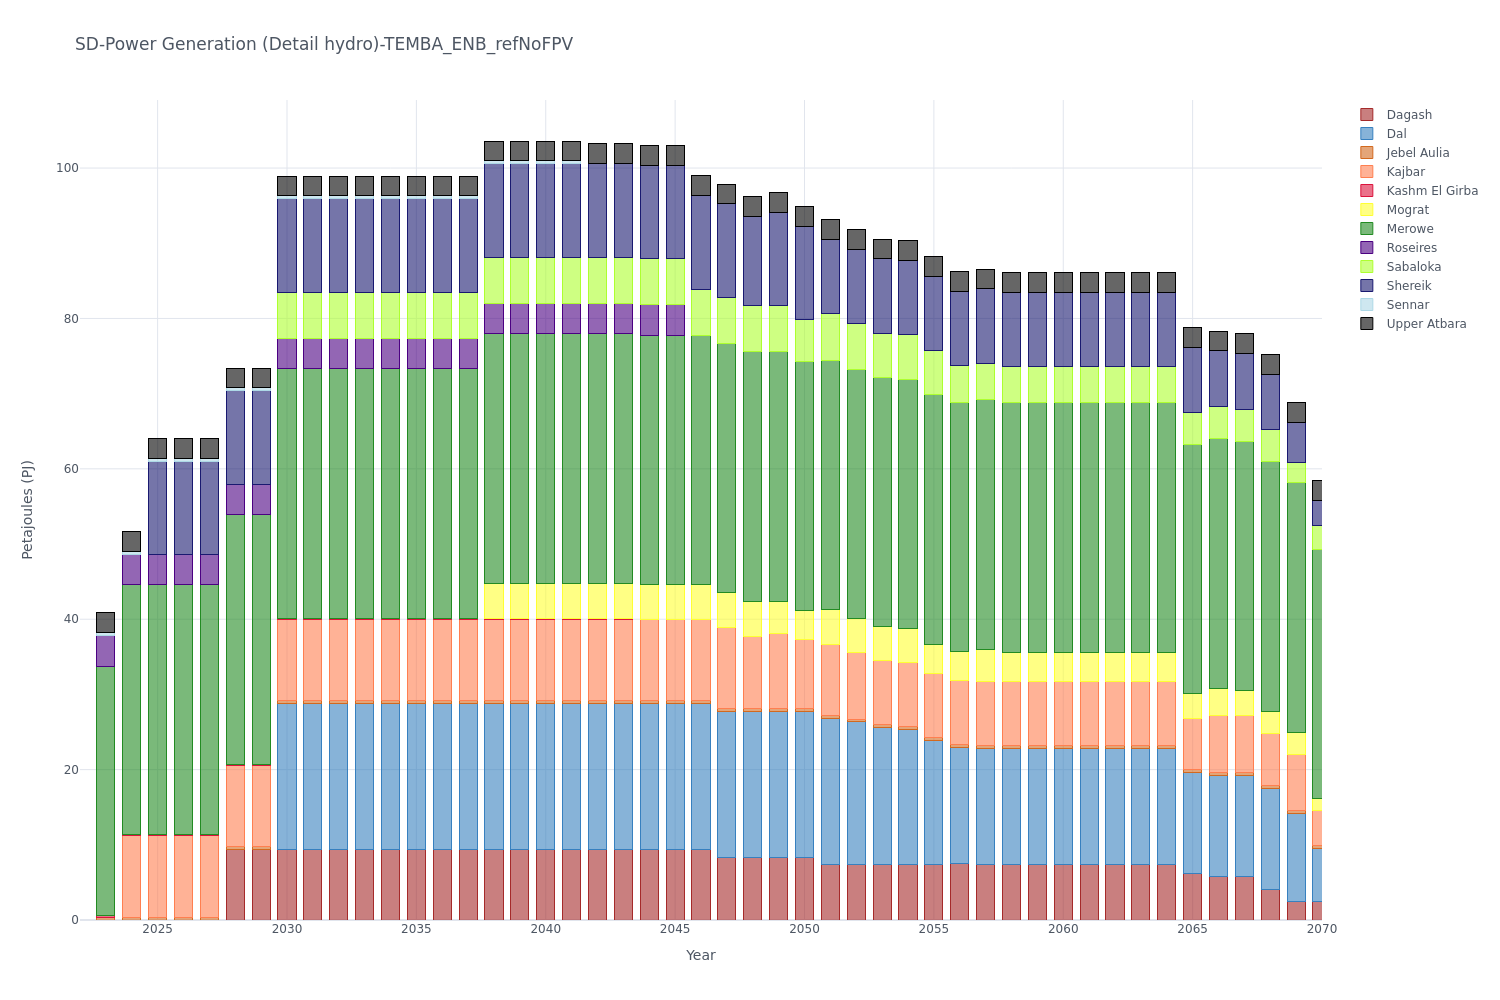 SD-Power Generation (Detail hydro)-TEMBA_ENB_refNoFPV
Dagash
Dal
Jebel Aulia
Kajbar
Kashm El Girba
Mograt
Merowe
Roseires
Sabaloka
Shereik
Sennar
Upper Atbara
Petajoules (PJ)
100
80
60
40
20
0
2025
2030
2035
2040
2045
2050
2055
2060
2065
2070
Year